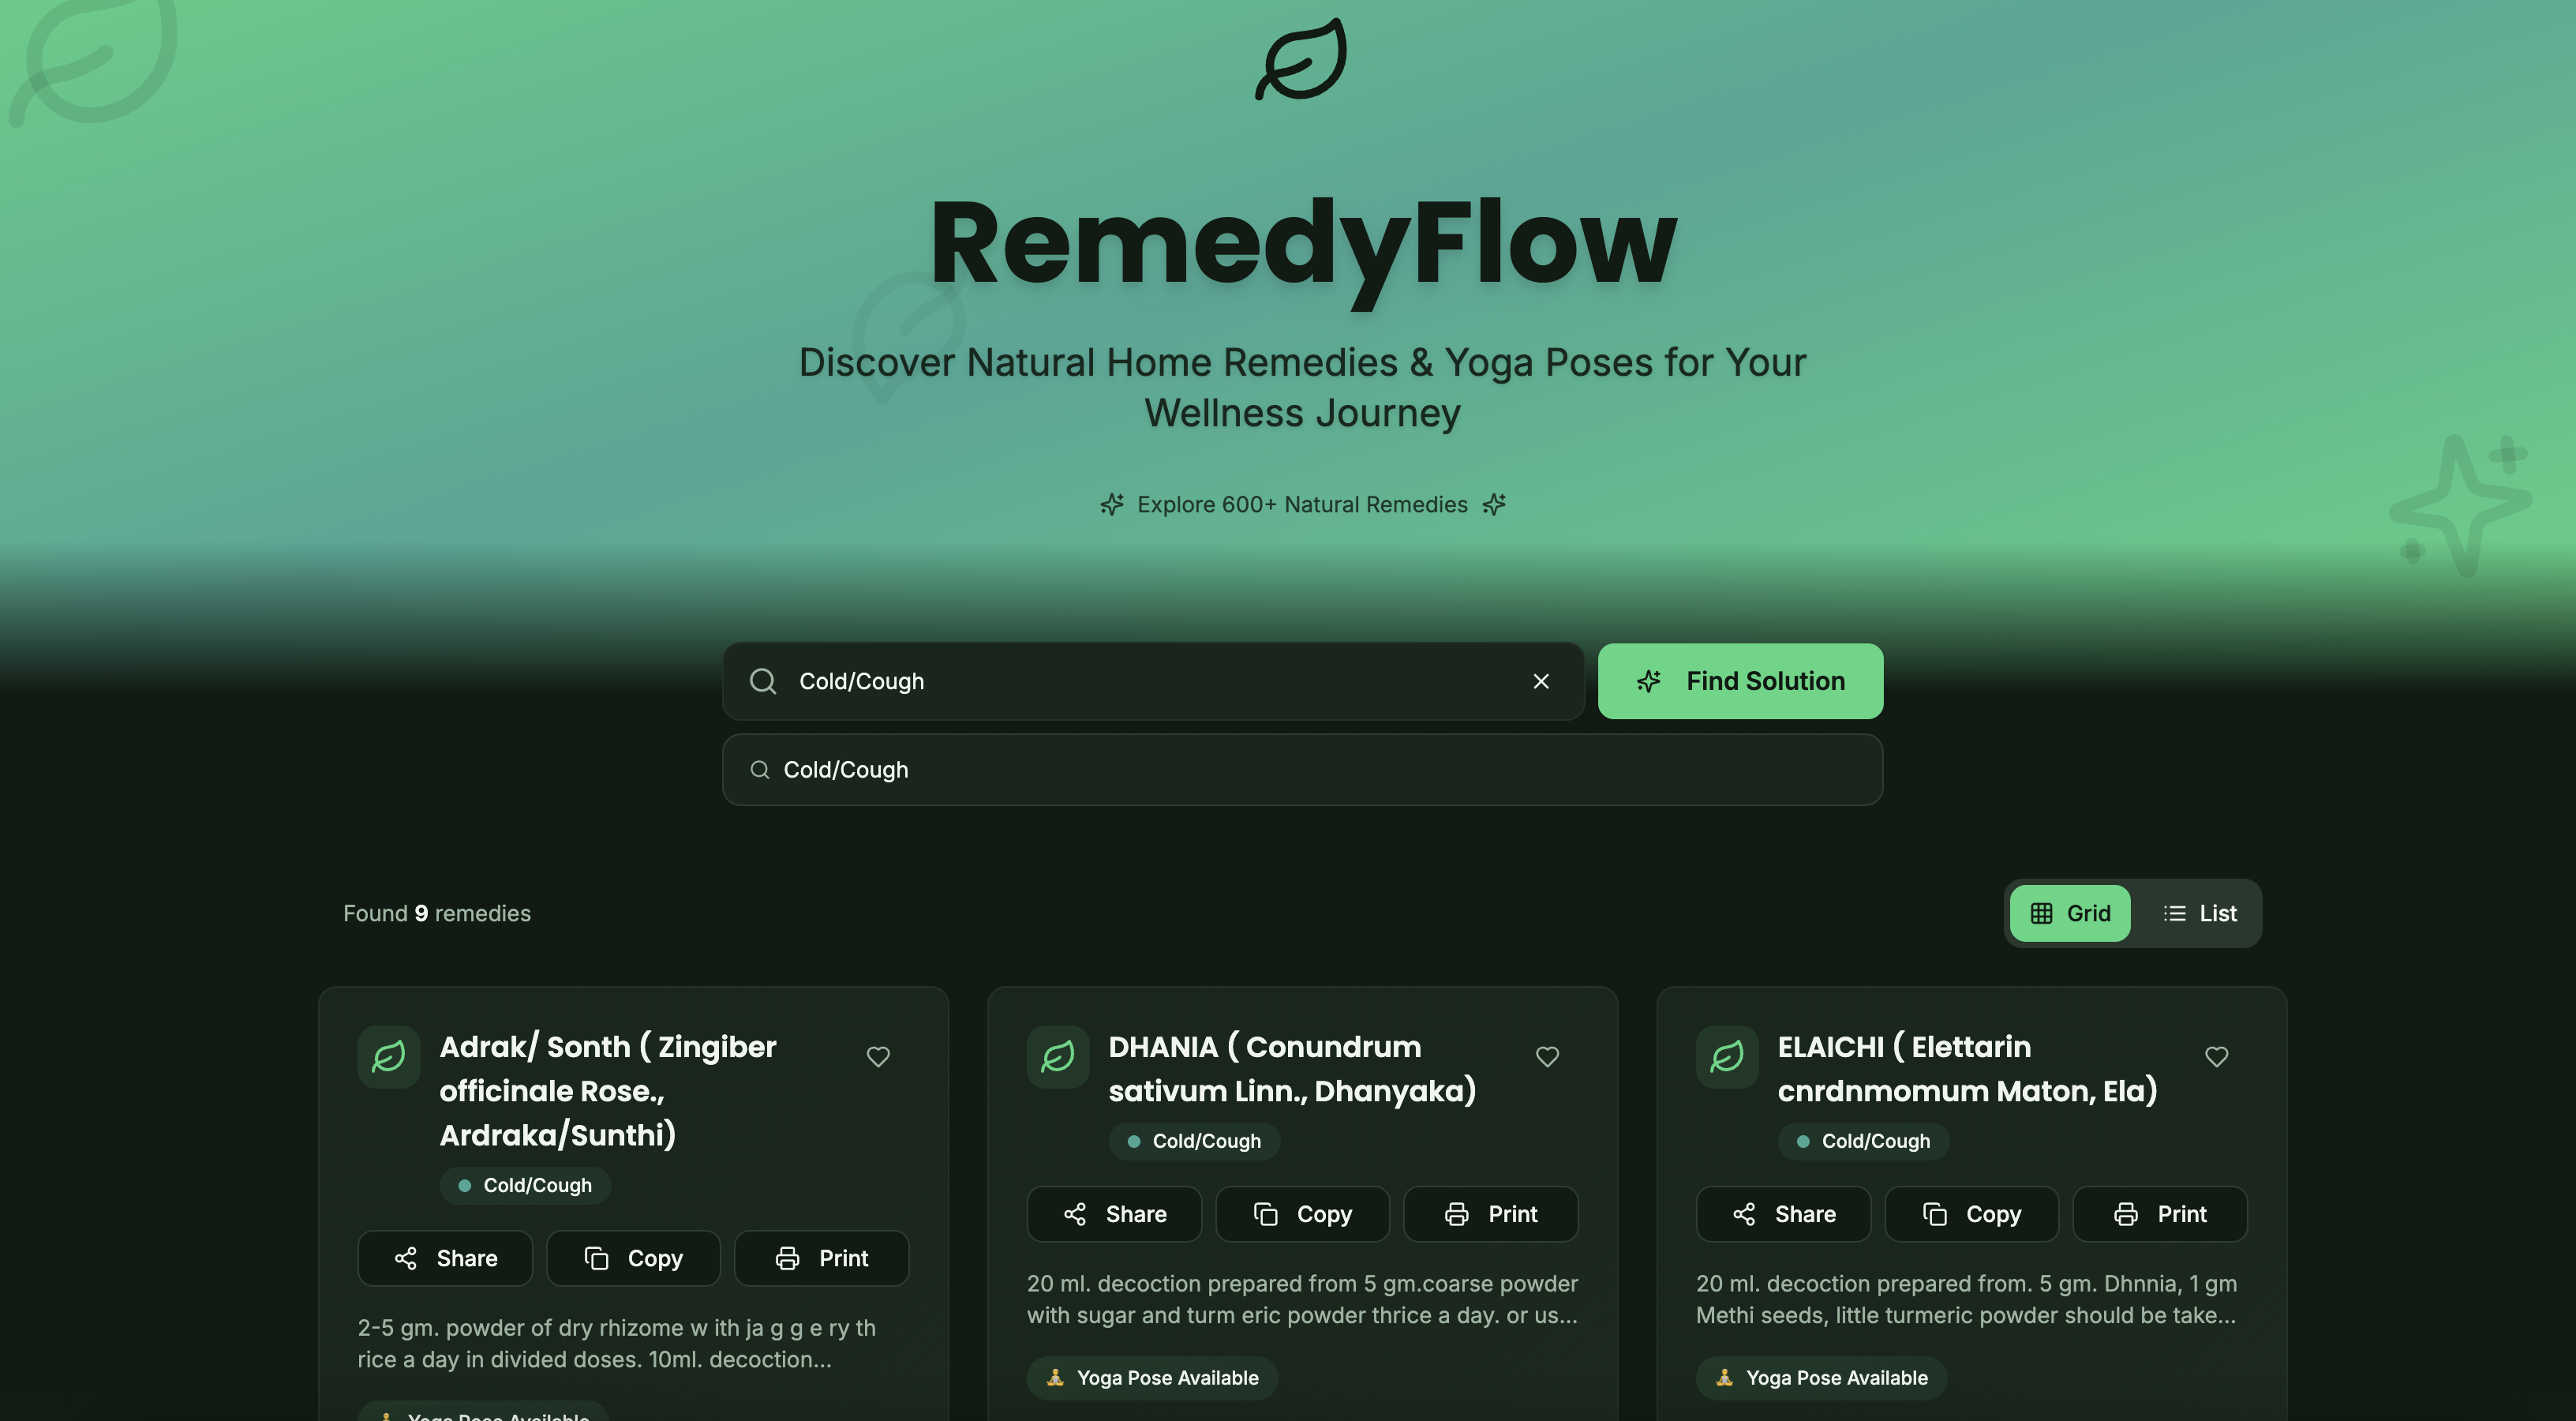 RemedyFlow
Discover Natural Home Remedies & Yoga Poses for Your
Wellness Journey
Explore 600+ Natural Remedies
Cold/Cough
Find Solution
Cold/Cough
Found 9 remedies
Grid
List
Adrak/ Sonth ( Zingiber
officinale Rose.,
Ardraka/Sunthi)
Cold/Cough
Share
Copy
Print
2-5 gm. powder of dry rhizome w ith ja g g e ry th
rice a day in divided doses. 10ml. decoction...
Yoga Pose Available
DHANIA ( Conundrum
sativum Linn., Dhanyaka)
Cold/Cough
Share
Copy
Print
20 ml. decoction prepared from 5 gm.coarse powder
with sugar and turm eric powder thrice a day. or us...
Yoga Pose Available
ELAICHI ( Elettarin
cnrdnmomum Maton, Ela)
Cold/Cough
Share
Copy
Print
20 ml. decoction prepared from. 5 gm. Dhnnia, 1 gm
Methi seeds, little turmeric powder should be take...
Yoga Pose Available